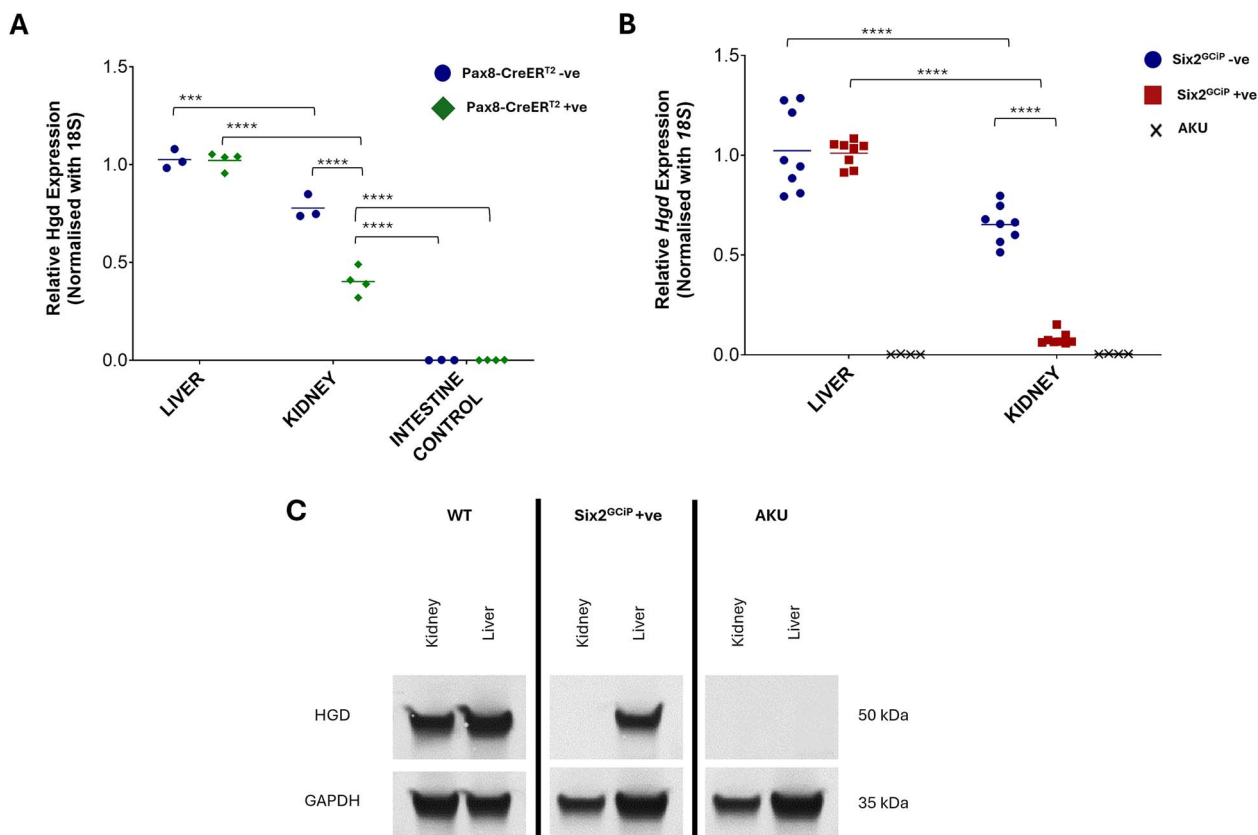 A
Relative Hgd Expression
(Normalised with 18S)
1.5
1.0
0.5
0.0
***
****
****
****
****
Pax8-CreERT2 -ve
Pax8-CreERT2 +ve
LIVER
KIDNEY
INTESTINE
CONTROL
B
Relative Hgd Expression
(Normalised with 18S)
1.5
1.0
0.5
0.0
****
****
****
Six2GCiP -ve
Six2GCiP +ve
AKU
LIVER
KIDNEY
C
WT
Six2GCiP +ve
AKU
Kidney
Liver
Kidney
Liver
Kidney
Liver
HGD
50 kDa
GAPDH
35 kDa